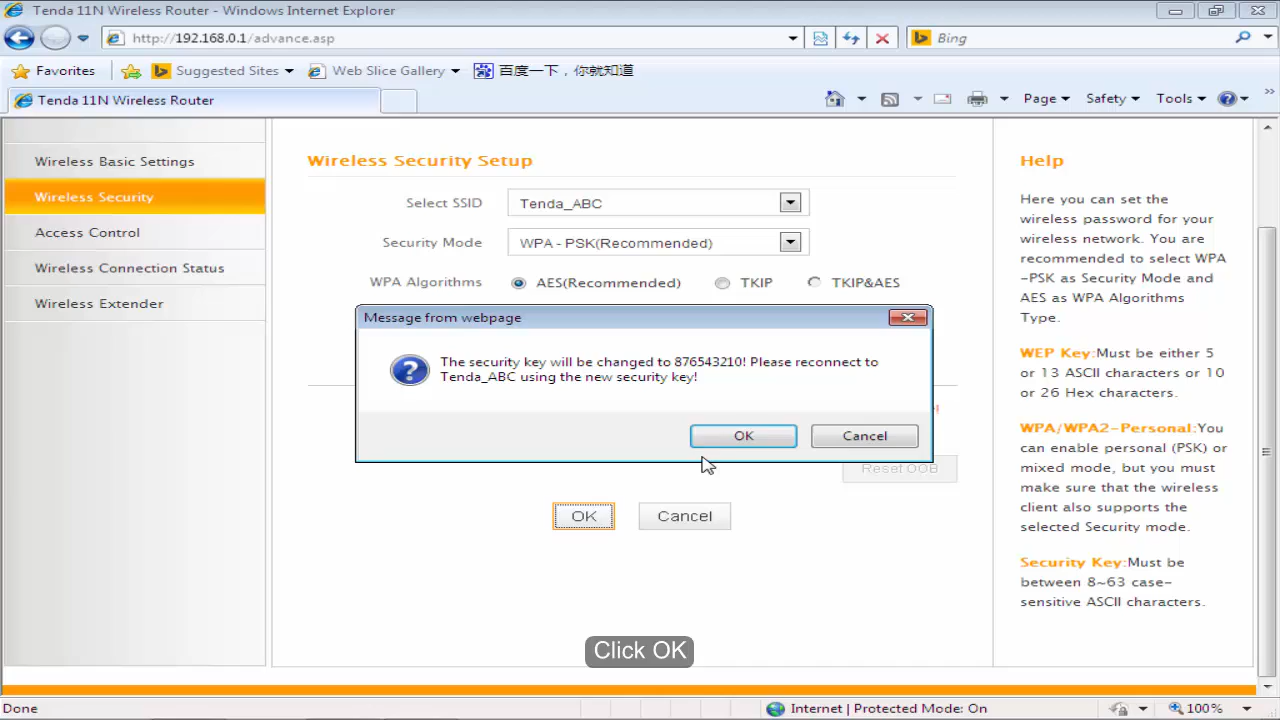 Tenda 11N Wireless Router - Windows Internet Explorer
http://192.168.0.1/advance.asp
Bing
Favorites
Suggested Sites
Web Slice Gallery
百度一下，你就知道
Tenda 11N Wireless Router
Page
Safety
Tools
Wireless Basic Settings
Wireless Security
Access Control
Wireless Connection Status
Wireless Extender
Wireless Security Setup
Select SSID
Tenda_ABC
Security Mode
WPA - PSK(Recommended)
WPA Algorithms
AES(Recommended)
TKIP
TKIP&AES
Message from webpage
The security key will be changed to 876543210! Please reconnect to
Tenda_ABC using the new security key!
OK
Cancel
Reset OOB
OK
Cancel
Help
Here you can set the
wireless password for your
wireless network. You are
recommended to select WPA
-PSK as Security Mode and
AES as WPA Algorithms
Type.
WEP Key:Must be either 5
or 13 ASCII characters or 10
or 26 Hex characters.
WPA/WPA2-Personal:You
can enable personal (PSK) or
mixed mode, but you must
make sure that the wireless
client also supports the
selected Security mode.
Security Key:Must be
between 8~63 case-
sensitive ASCII characters.
Click OK
Done
Internet | Protected Mode: On
100%